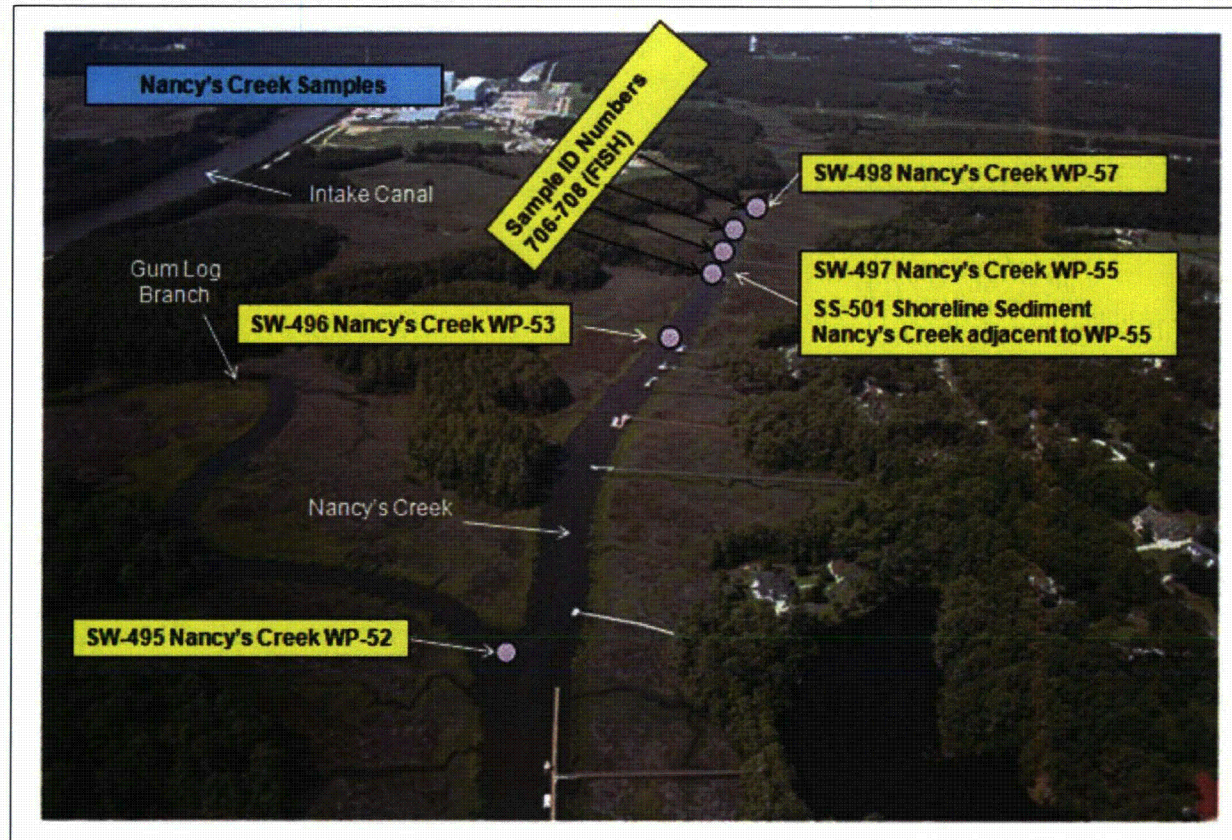 Nancy's Creek Samples
Sample ID Numbers
706-708 (FISH)
Intake Canal
SW-498 Nancy's Creek WP-57
Gum Log
Branch
SW-497 Nancy's Creek WP-55
SS-501 Shoreline Sediment
Nancy's Creek adjacent to WP-55
SW-496 Nancy's Creek WP-53
Nancy's Creek
SW-495 Nancy's Creek WP-52